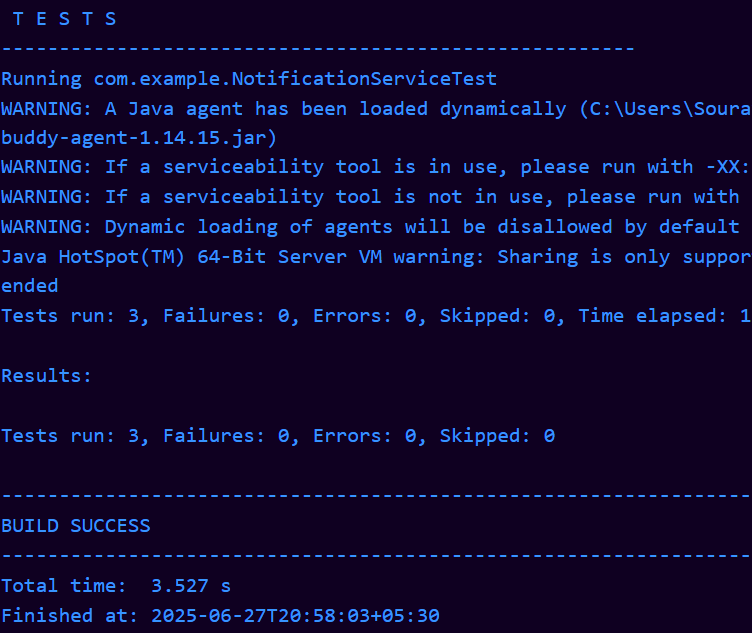 T E S T S
-------------------------------------------------------
Running com.example.NotificationServiceTest
WARNING: A Java agent has been loaded dynamically (C:\Users\Soura
buddy-agent-1.14.15.jar)
WARNING: If a serviceability tool is in use, please run with -XX:
WARNING: If a serviceability tool is not in use, please run with
WARNING: Dynamic loading of agents will be disallowed by default
Java HotSpot(TM) 64-Bit Server VM warning: Sharing is only suppor
ended
Tests run: 3, Failures: 0, Errors: 0, Skipped: 0, Time elapsed: 1
Results:
Tests run: 3, Failures: 0, Errors: 0, Skipped: 0
-----------------------------------------------------------------
BUILD SUCCESS
-----------------------------------------------------------------
Total time:  3.527 s
Finished at: 2025-06-27T20:58:03+05:30